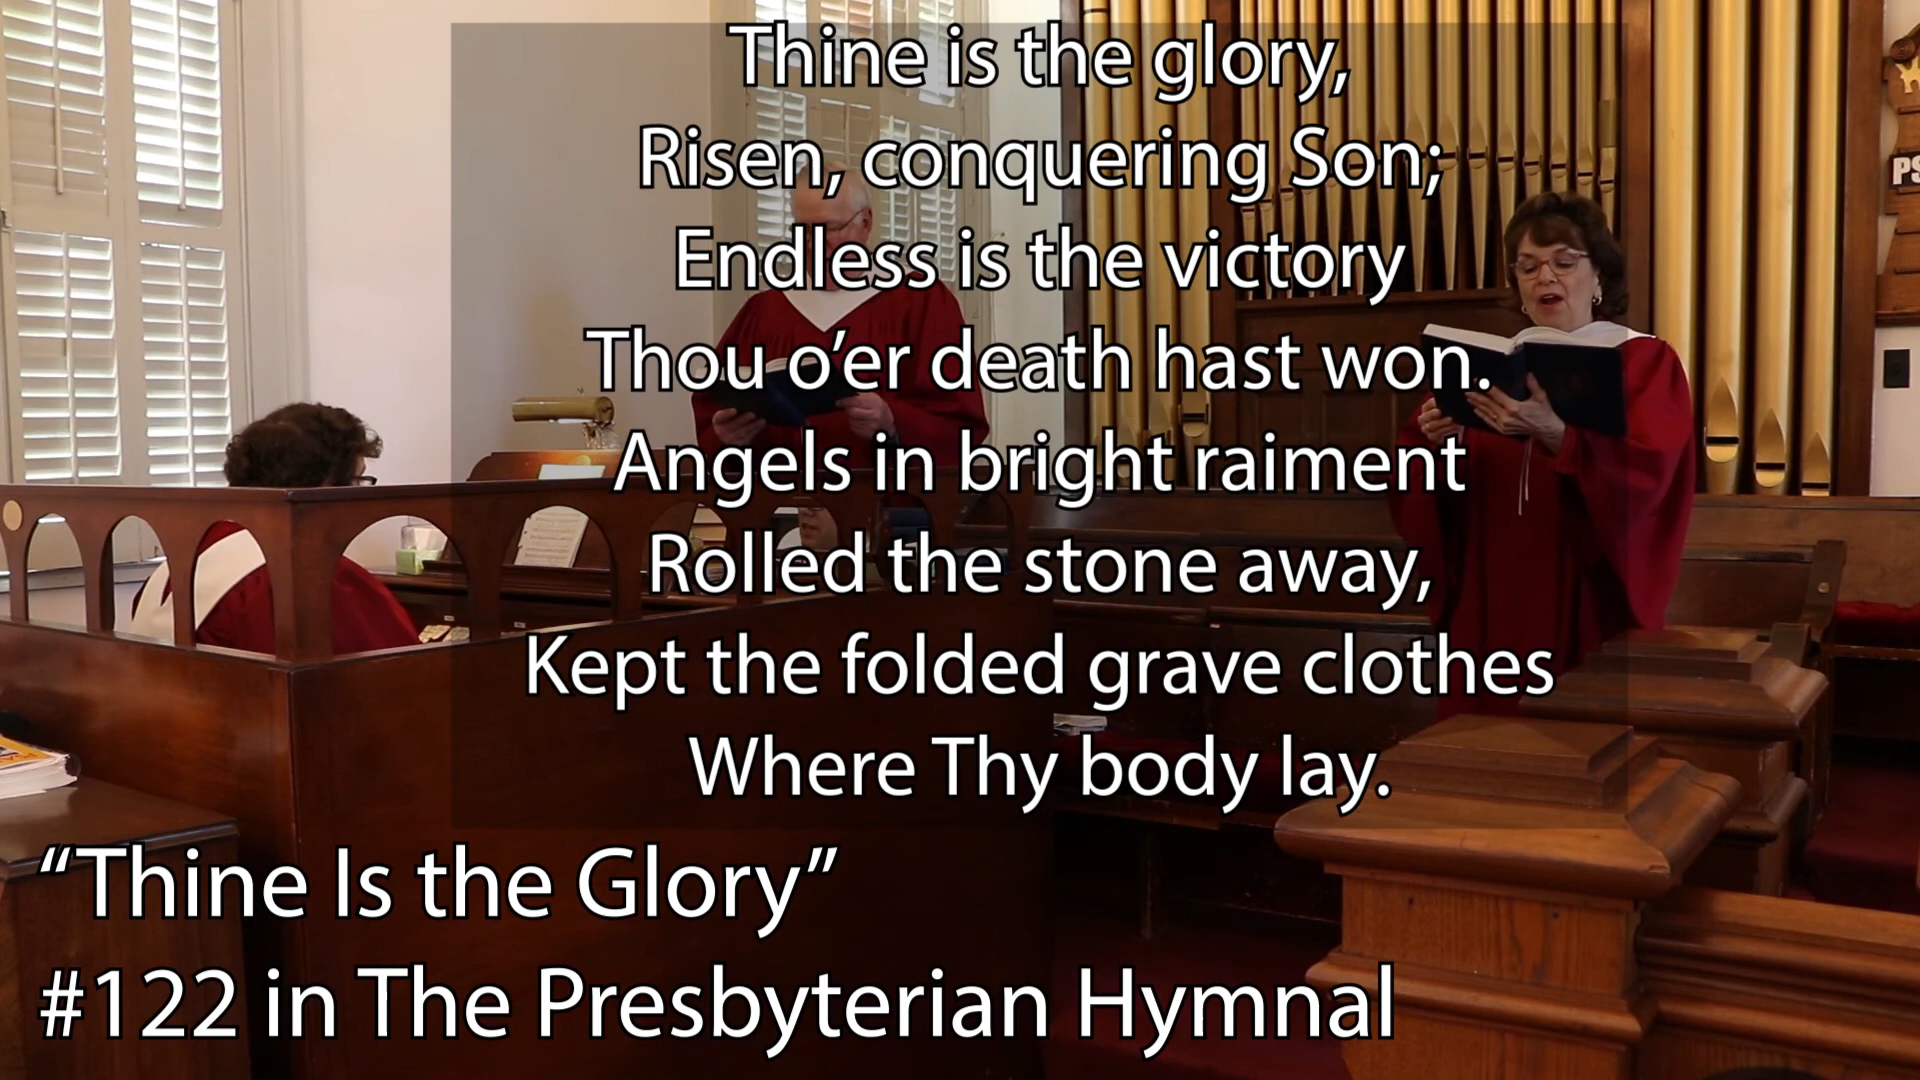 Thine is the glory,
Risen, conquering Son;
Endless is the victory
Thou o’er death hast won.
Angels in bright raiment
Rolled the stone away,
Kept the folded grave clothes
Where Thy body lay.
“Thine Is the Glory”
#122 in The Presbyterian Hymnal
PS